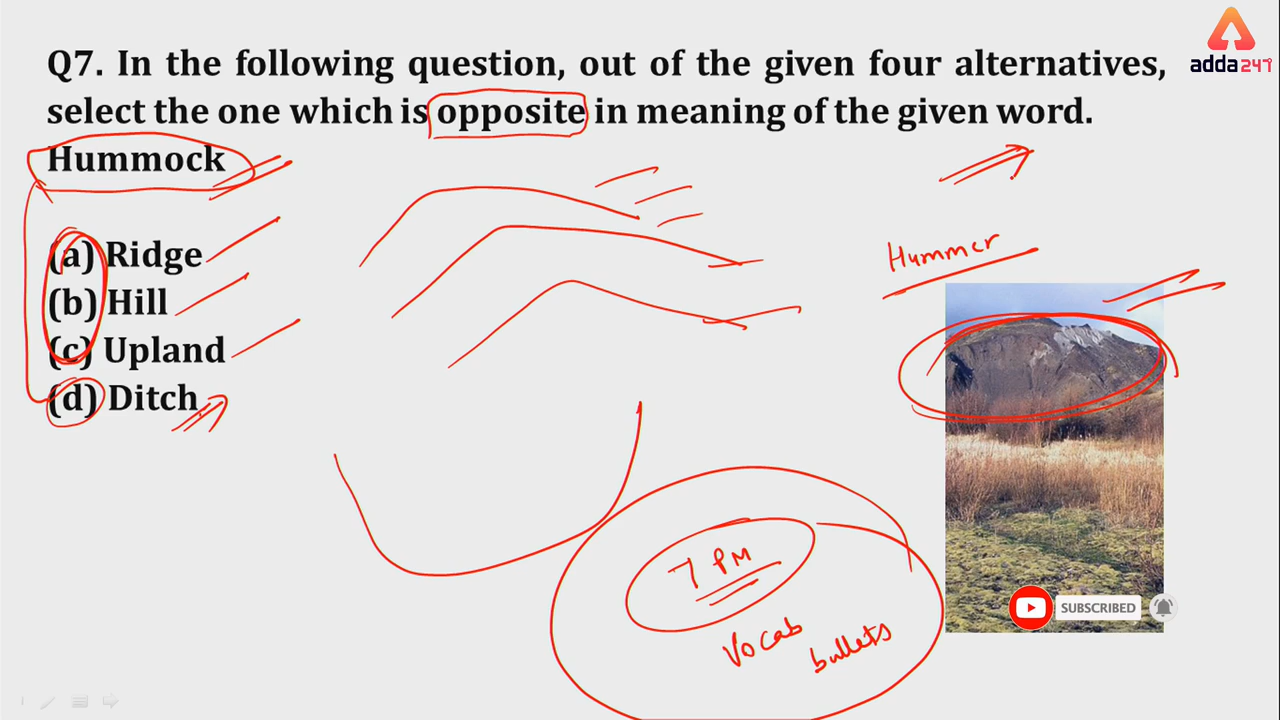 adda247
Q7. In the following question, out of the given four alternatives,
select the one which is opposite in meaning of the given word.
Hummock
(a) Ridge
(b) Hill
(c) Upland
(d) Ditch
Hummer
7 PM
Vocab
bullets
SUBSCRIBED